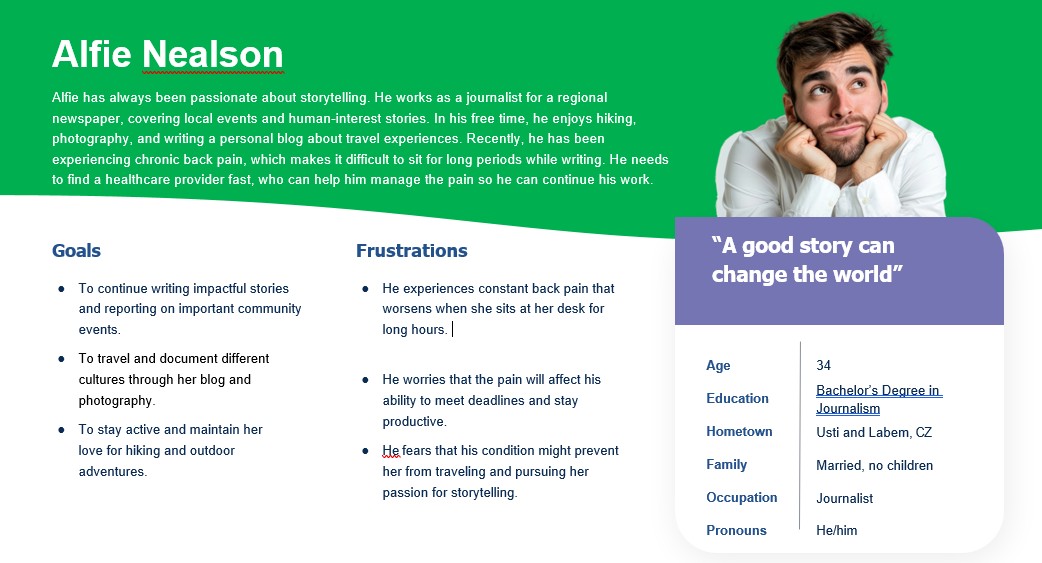 Alfie Nealson
Alfie has always been passionate about storytelling. He works as a journalist for a regional
newspaper, covering local events and human-interest stories. In his free time, he enjoys hiking,
photography, and writing a personal blog about travel experiences. Recently, he has been
experiencing chronic back pain, which makes it difficult to sit for long periods while writing. He needs
to find a healthcare provider fast, who can help him manage the pain so he can continue his work.
Goals
● To continue writing impactful stories
and reporting on important community
events.
● To travel and document different
cultures through her blog and
photography.
● To stay active and maintain her
love for hiking and outdoor
adventures.
Frustrations
● He experiences constant back pain that
worsens when she sits at her desk for
long hours.
● He worries that the pain will affect his
ability to meet deadlines and stay
productive.
● He fears that his condition might prevent
her from traveling and pursuing her
passion for storytelling.
“A good story can
change the world”
Age 34
Education Bachelor’s Degree in
Journalism
Hometown Usti and Labem, CZ
Family Married, no children
Occupation Journalist
Pronouns He/him